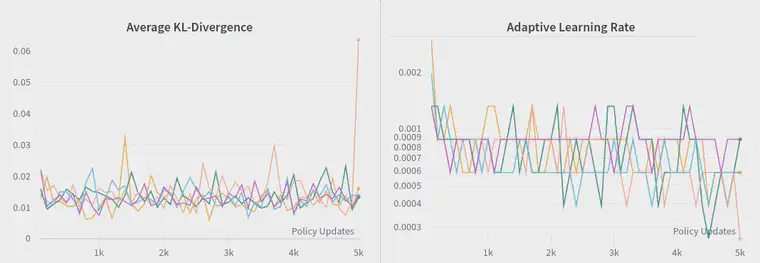 Average KL-Divergence
0.06
0.05
0.04
0.03
0.02
0.01
0
1k 2k 3k 4k 5k
Policy Updates
Adaptive Learning Rate
0.002
0.001
0.0009
0.0008
0.0007
0.0006
0.0005
0.0004
0.0003
1k 2k 3k 4k 5k
Policy Updates